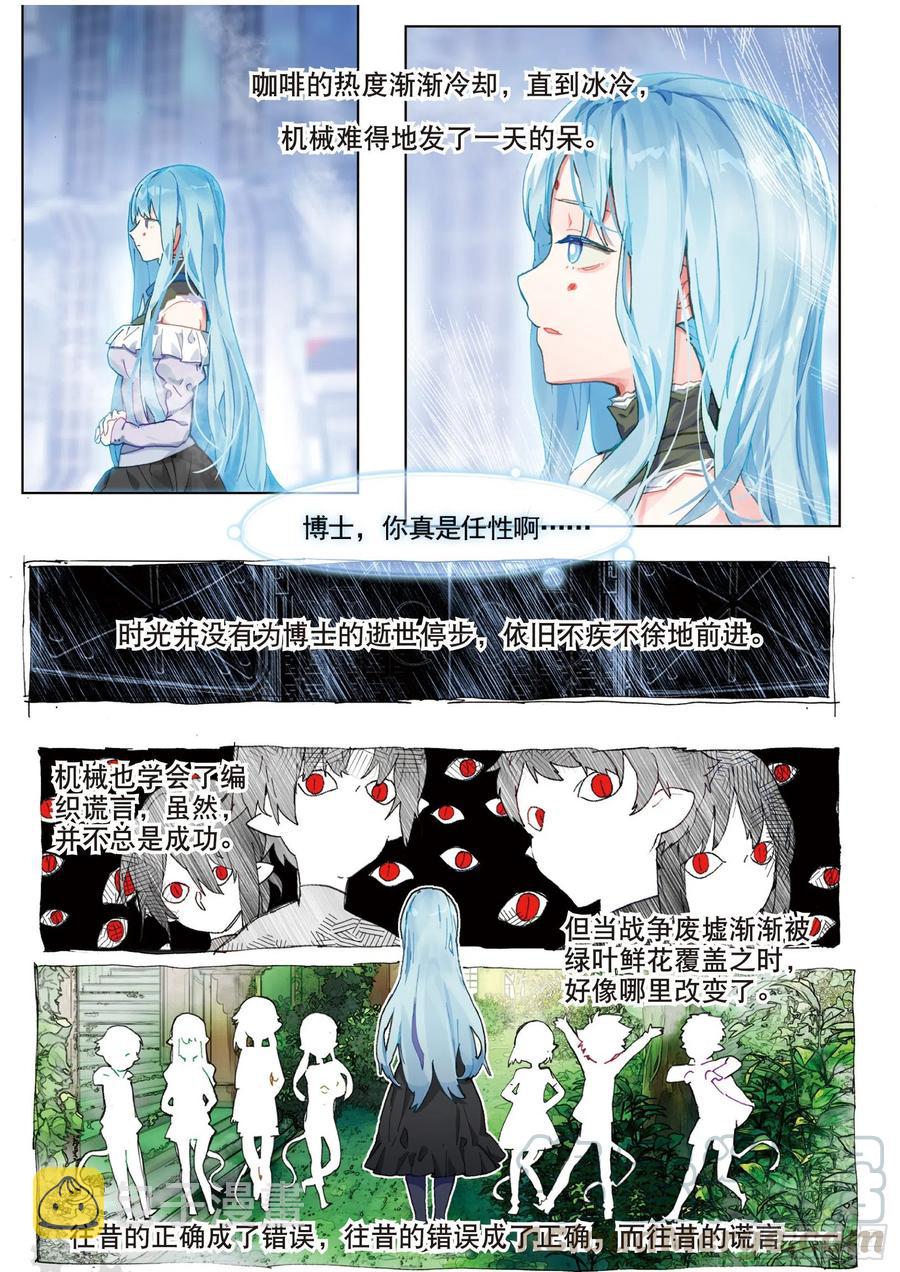 咖啡的热度渐渐冷却，直到冰冷，
机械难得地发了一天的呆。
博士，你真是任性啊……
时光并没有为博士的逝世停步，依旧不疾不徐地前进。
机械也学会了编
织谎言，虽然，
并不总是成功。
但当战争废墟渐渐被
绿叶鲜花覆盖之时，
好像哪里改变了。
往昔的正确成了错误，往昔的错误成了正确，而往昔的谎言——